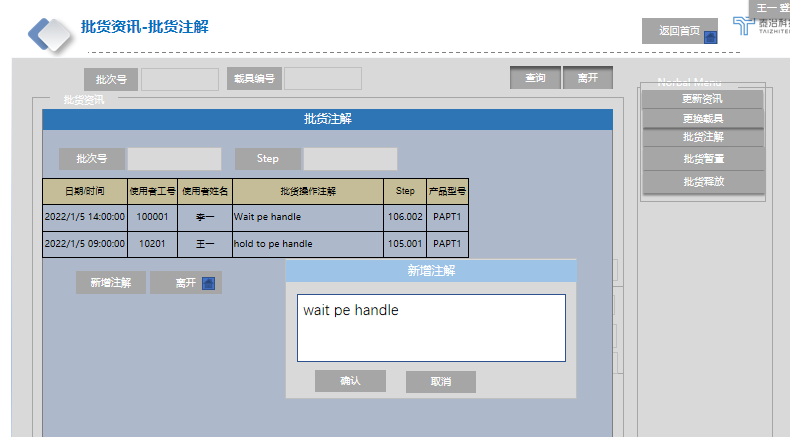 王一 登
批货资讯-批货注解
返回首页
泰治科技
TAIZHITEC
批次号
载具编号
查询
离开
Norbal Menu
批货资讯
更新资讯
更换载具
批货注解
批货暂置
批货释放
批货注解
批次号
Step
日期/时间 使用者工号 使用者姓名 批货操作注解 Step 产品型号
2022/1/5 14:00:00 100001 李一 Wait pe handle 106.002 PAPT1
2022/1/5 09:00:00 10201 王一 hold to pe handle 105.001 PAPT1
新增注解
离开
新增注解
wait pe handle
确认
取消